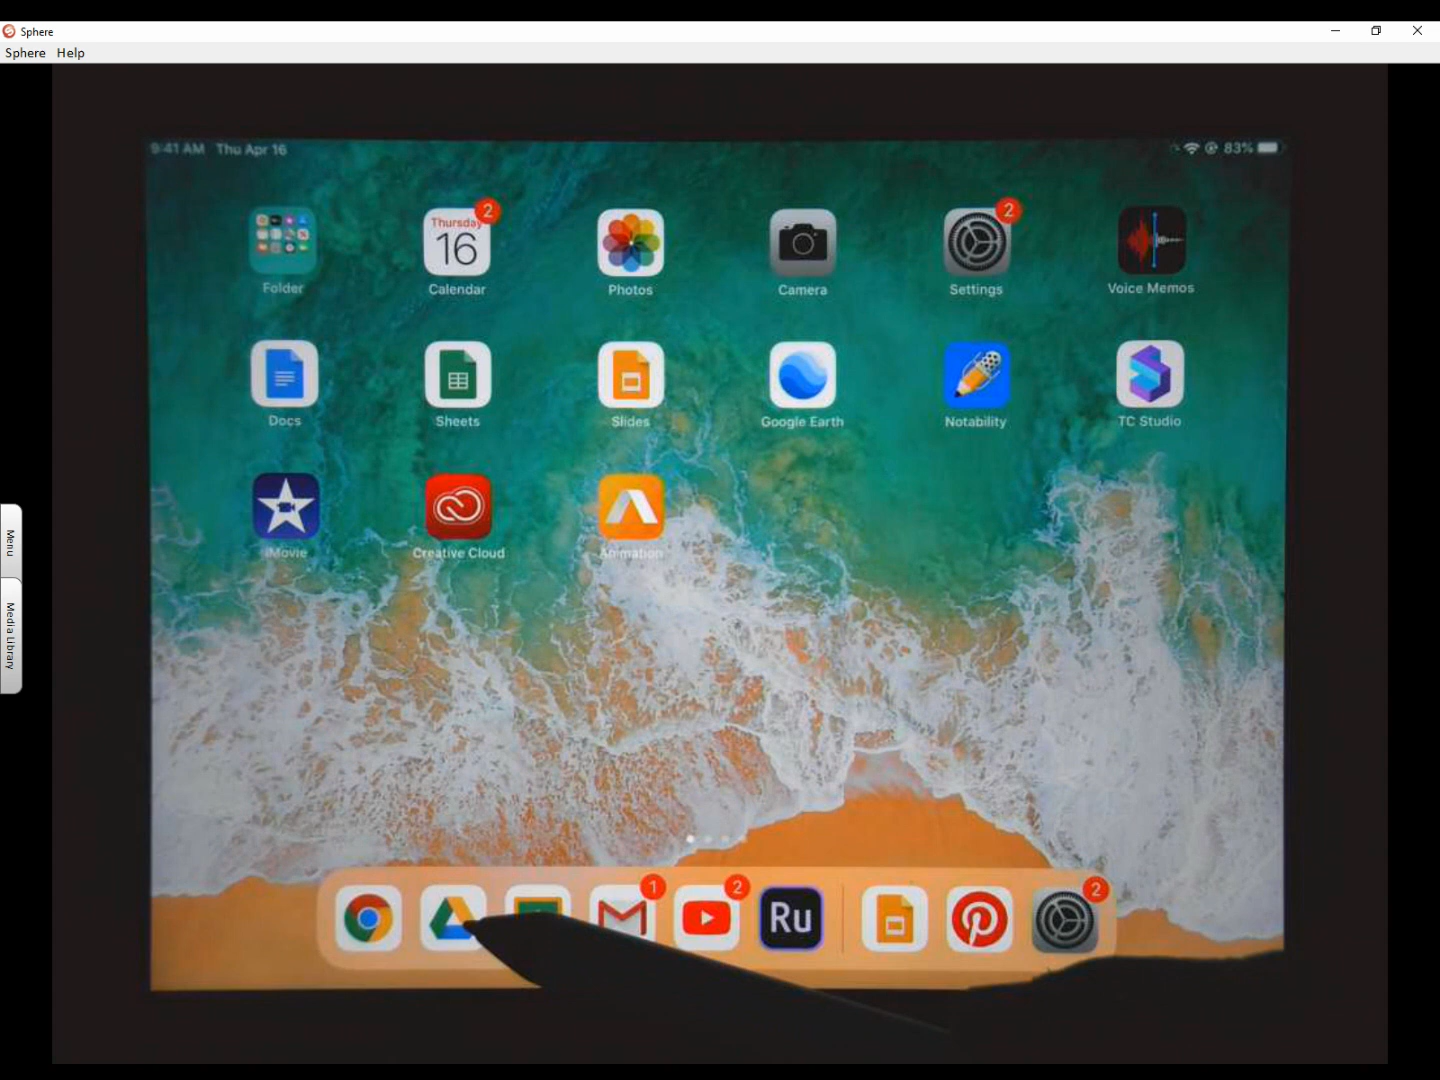 Sphere
Sphere Help
9:41 AM Thu Apr 16
83%
2
Thursday
16
2
Folder
Calendar
Photos
Camera
Settings
Voice Memos
Docs
Sheets
Slides
Google Earth
Notability
TC Studio
iMovie
Creative Cloud
Animation
Menu
Media Library
1
2
Ru
2